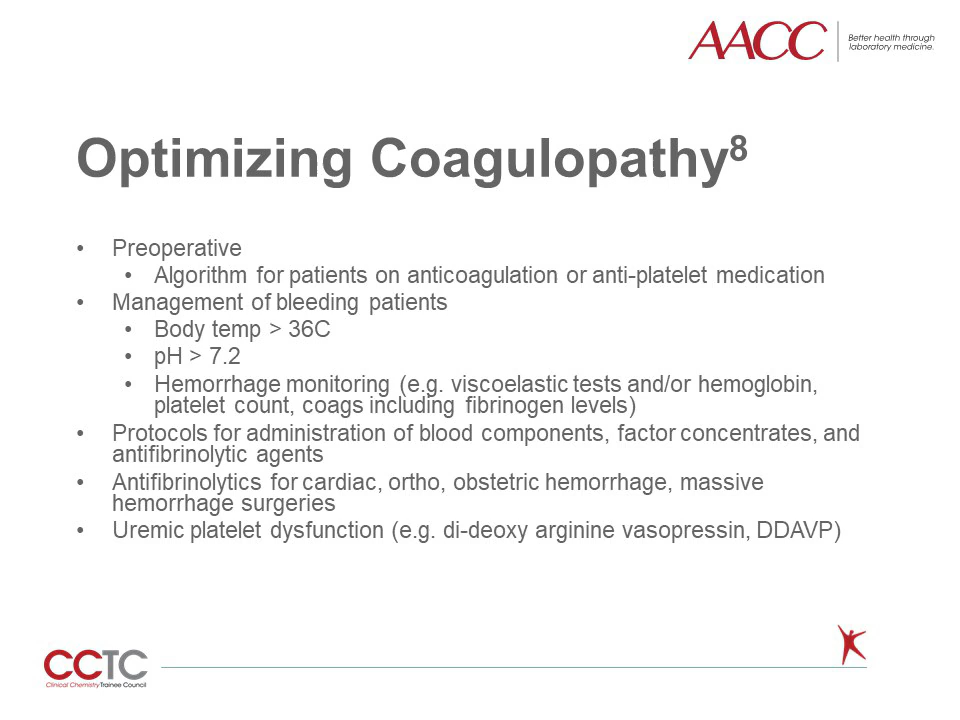 AACC
Better health through
laboratory medicine.
Optimizing Coagulopathy8
• Preoperative
• Algorithm for patients on anticoagulation or anti-platelet medication
• Management of bleeding patients
• Body temp > 36C
• pH > 7.2
• Hemorrhage monitoring (e.g. viscoelastic tests and/or hemoglobin,
platelet count, coags including fibrinogen levels)
• Protocols for administration of blood components, factor concentrates, and
antifibrinolytic agents
• Antifibrinolytics for cardiac, ortho, obstetric hemorrhage, massive
hemorrhage surgeries
• Uremic platelet dysfunction (e.g. di-deoxy arginine vasopressin, DDAVP)
CCTC
Clinical Chemistry Trainee Council